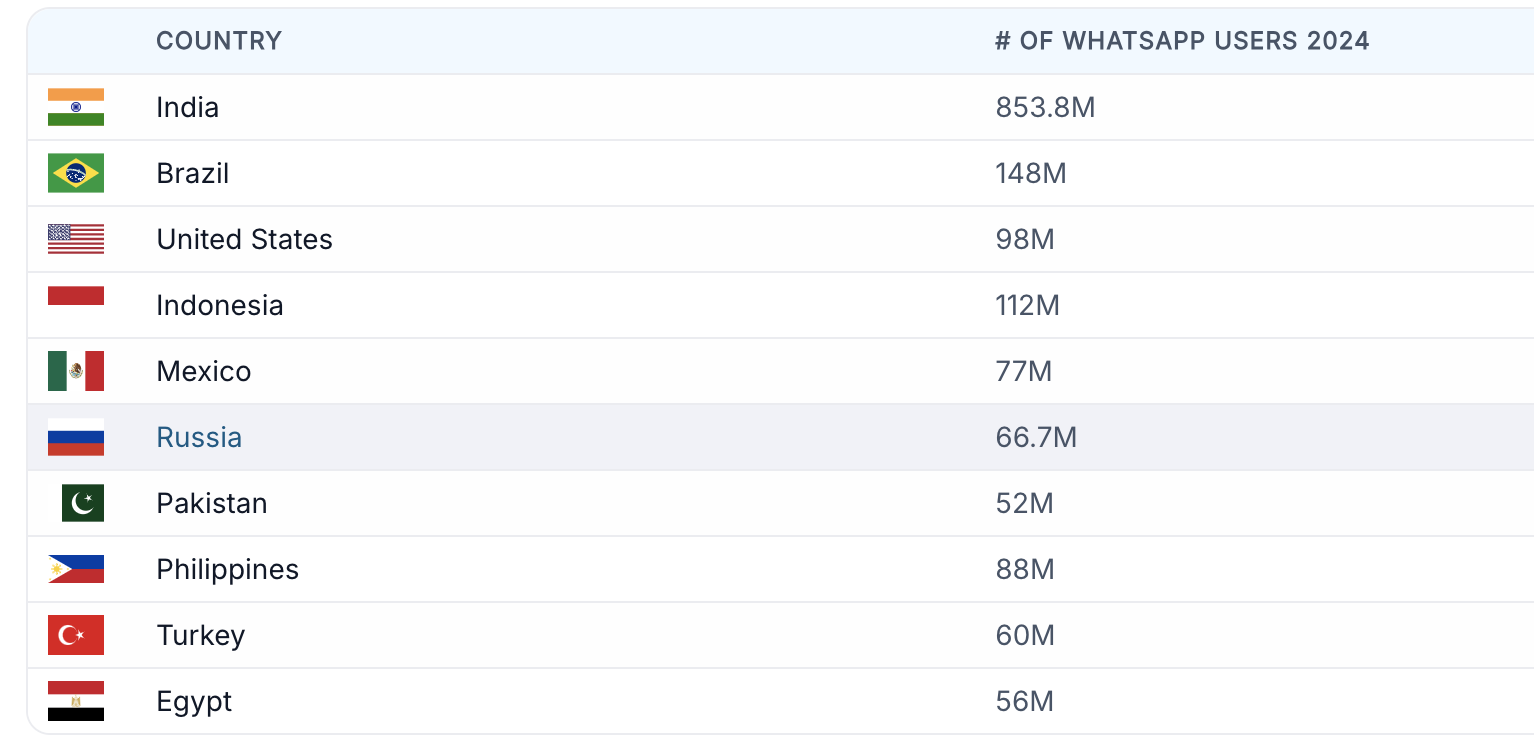 COUNTRY # OF WHATSAPP USERS 2024
India 853.8M
Brazil 148M
United States 98M
Indonesia 112M
Mexico 77M
Russia 66.7M
Pakistan 52M
Philippines 88M
Turkey 60M
Egypt 56M